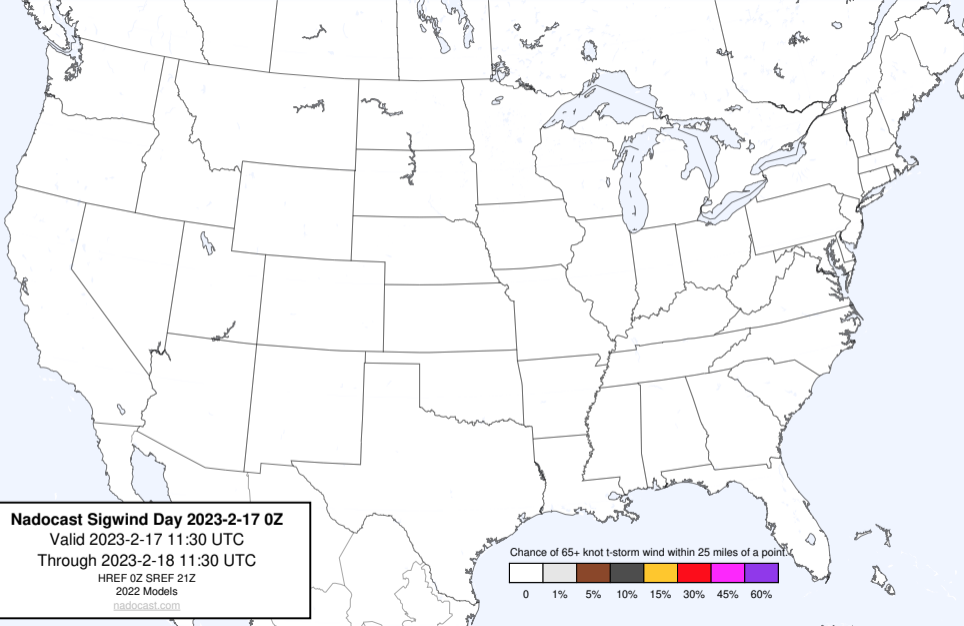 Nadocast Sigwind Day 2023-2-17 0Z
Valid 2023-2-17 11:30 UTC
Through 2023-2-18 11:30 UTC
HREF 0Z SREF 21Z
2022 Models
nadocast.com
Chance of 65+ knot t-storm wind within 25 miles of a point.
0 1% 5% 10% 15% 30% 45% 60%